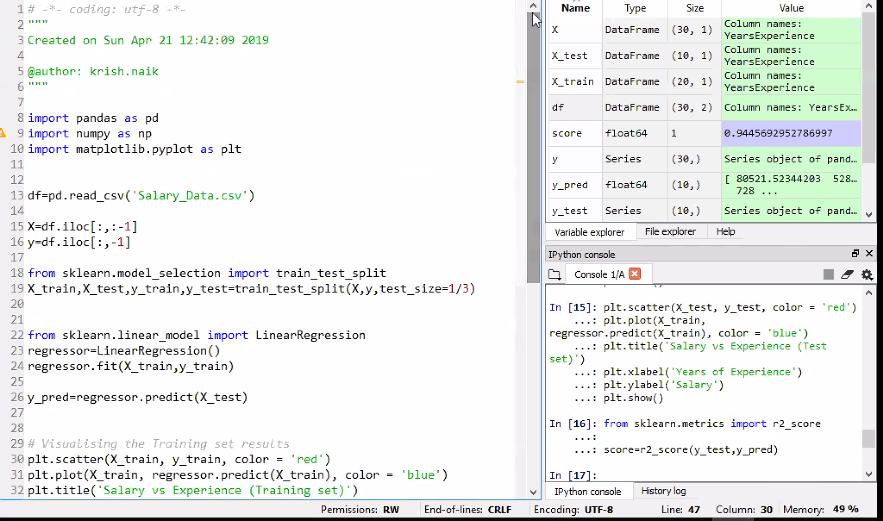 1 # -*- coding: utf-8 -*-
2 """
3 Created on Sun Apr 21 12:42:09 2019
4
5 @author: krish.naik
6 """
7
8 import pandas as pd
9 import numpy as np
10 import matplotlib.pyplot as plt
11
12
13 df=pd.read_csv('Salary_Data.csv')
14
15 X=df.iloc[:,:-1]
16 y=df.iloc[:,-1]
17
18 from sklearn.model_selection import train_test_split
19 X_train,X_test,y_train,y_test=train_test_split(X,y,test_size=1/3)
20
21
22 from sklearn.linear_model import LinearRegression
23 regressor=LinearRegression()
24 regressor.fit(X_train,y_train)
25
26 y_pred=regressor.predict(X_test)
27
28
29 # Visualising the Training set results
30 plt.scatter(X_train, y_train, color = 'red')
31 plt.plot(X_train, regressor.predict(X_train), color = 'blue')
32 plt.title('Salary vs Experience (Training set)')
Name Type Size Value
X DataFrame (30, 1) Column names: YearsExperience
X_test DataFrame (10, 1) Column names: YearsExperience
X_train DataFrame (20, 1) Column names: YearsExperience
df DataFrame (30, 2) Column names: YearsEx…
score float64 1 0.9445692952786997
y Series (30,) Series object of pand…
y_pred float64 (10,) [ 80521.52344203 528… 728 ...
y_test Series (10,) Series object of pand…
Variable explorer File explorer Help
IPython console
Console 1/A
In [15]: plt.scatter(X_test, y_test, color = 'red')
...: plt.plot(X_train,
regressor.predict(X_train), color = 'blue')
...: plt.title('Salary vs Experience (Test
set)')
...: plt.xlabel('Years of Experience')
...: plt.ylabel('Salary')
...: plt.show()
In [16]: from sklearn.metrics import r2_score
...:
...: score=r2_score(y_test,y_pred)
In [17]:
IPython console History log
Permissions: RW End-of-lines: CRLF Encoding: UTF-8 Line: 47 Column: 30 Memory: 49 %